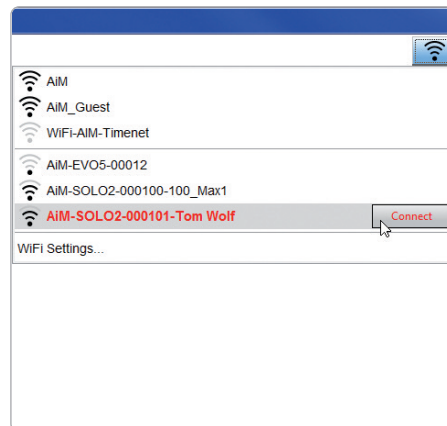 AiM
AiM_Guest
WiFi-AIM-Timenet
AiM-EVO5-00012
AiM-SOLO2-000100-100_Max1
AiM-SOLO2-000101-Tom Wolf Connect
WiFi Settings...